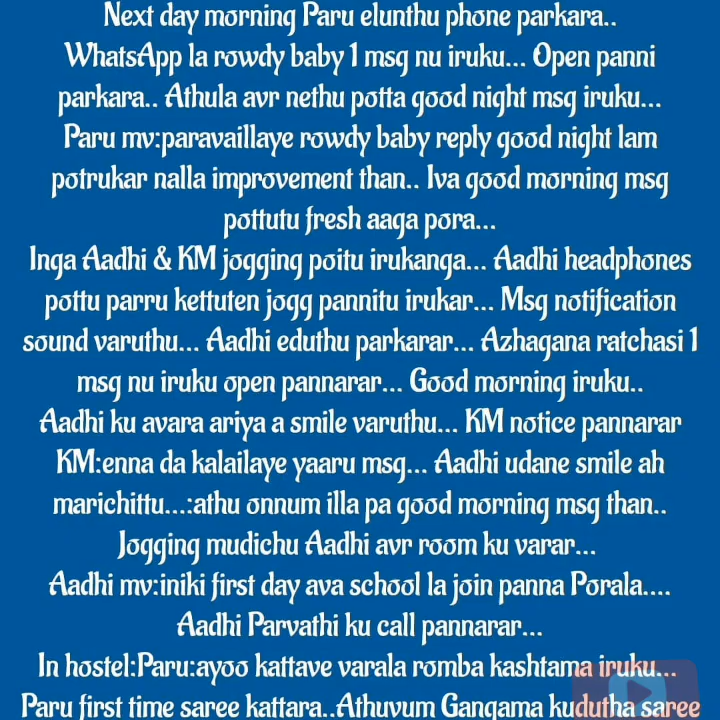 Next day morning Paru elunthu phone parkara..
WhatsApp la rowdy baby 1 msg nu iruku... Open panni
parkara.. Athula avr nethu potta good night msg iruku...
Paru mv:paravaillaye rowdy baby reply good night lam
potrukar nalla improvement than.. Iva good morning msg
pottutu fresh aaga pora...
Inga Aadhi & KM jogging poitu irukanga... Aadhi headphones
pottu parru kettuten jogg pannitu irukar... Msg notification
sound varuthu... Aadhi eduthu parkarar... Azhagana ratchasi 1
msg nu iruku open pannarar... Good morning iruku..
Aadhi ku avara ariya a smile varuthu... KM notice pannarar
KM:enna da kalailaye yaaru msg... Aadhi udane smile ah
marichittu...:athu onnum illa pa good morning msg than..
Jogging mudichu Aadhi avr room ku varar...
Aadhi mv:iniki first day ava school la join panna Porala....
Aadhi Parvathi ku call pannarar...
In hostel:Paru:ayoo kattave varala romba kashtama iruku...
Paru first time saree kattara..Athuvum Gangama kudutha saree